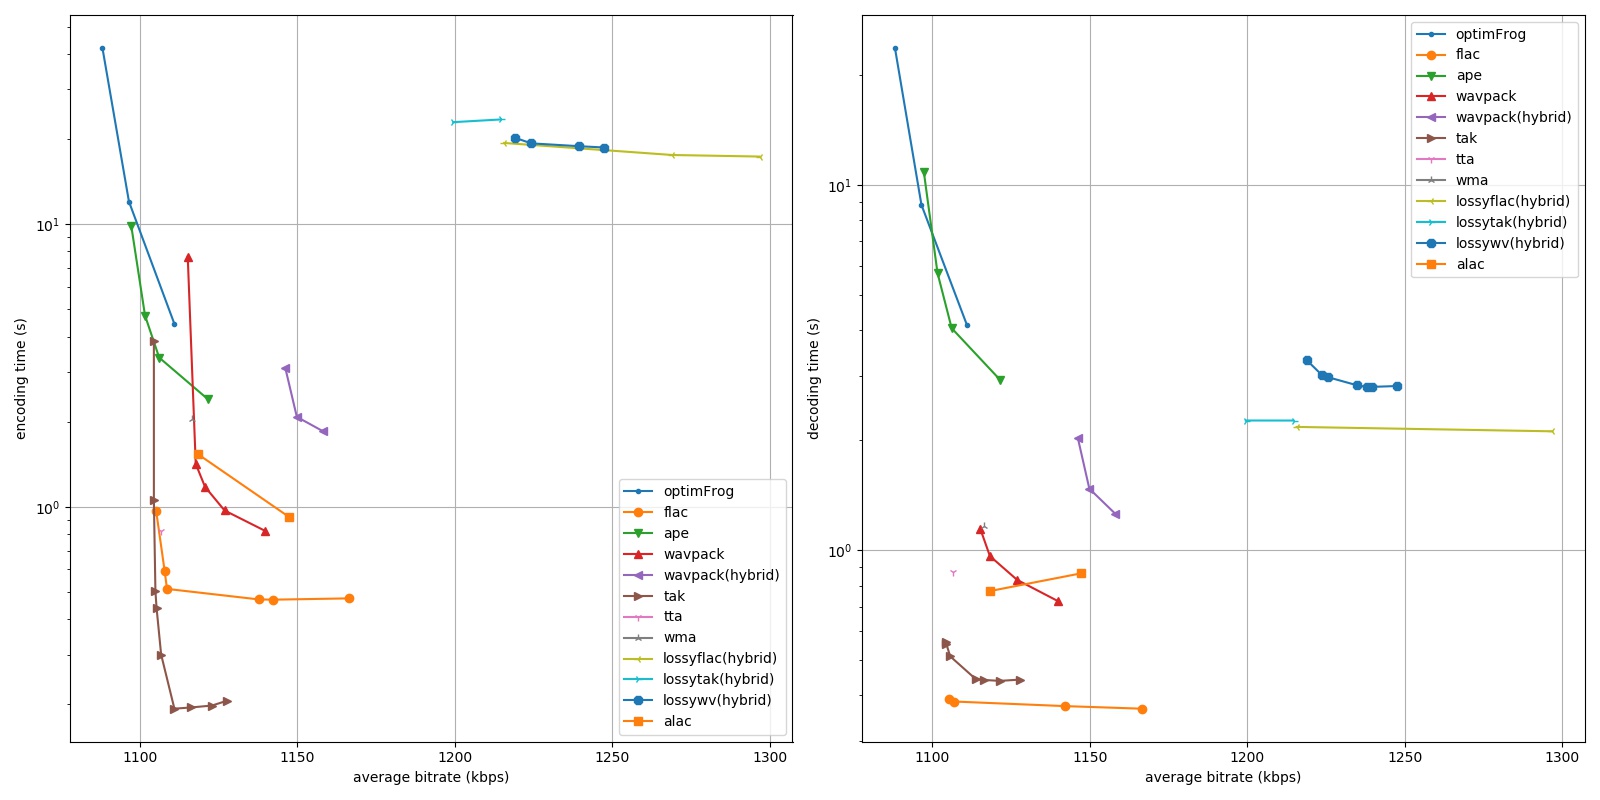 encoding time (s)
10¹
10⁰
optimFrog
flac
ape
wavpack
wavpack(hybrid)
tak
tta
wma
lossyflac(hybrid)
lossytak(hybrid)
lossywv(hybrid)
alac
1100 1150 1200 1250 1300
average bitrate (kbps)
decoding time (s)
10¹
10⁰
optimFrog
flac
ape
wavpack
wavpack(hybrid)
tak
tta
wma
lossyflac(hybrid)
lossytak(hybrid)
lossywv(hybrid)
alac
1100 1150 1200 1250 1300
average bitrate (kbps)